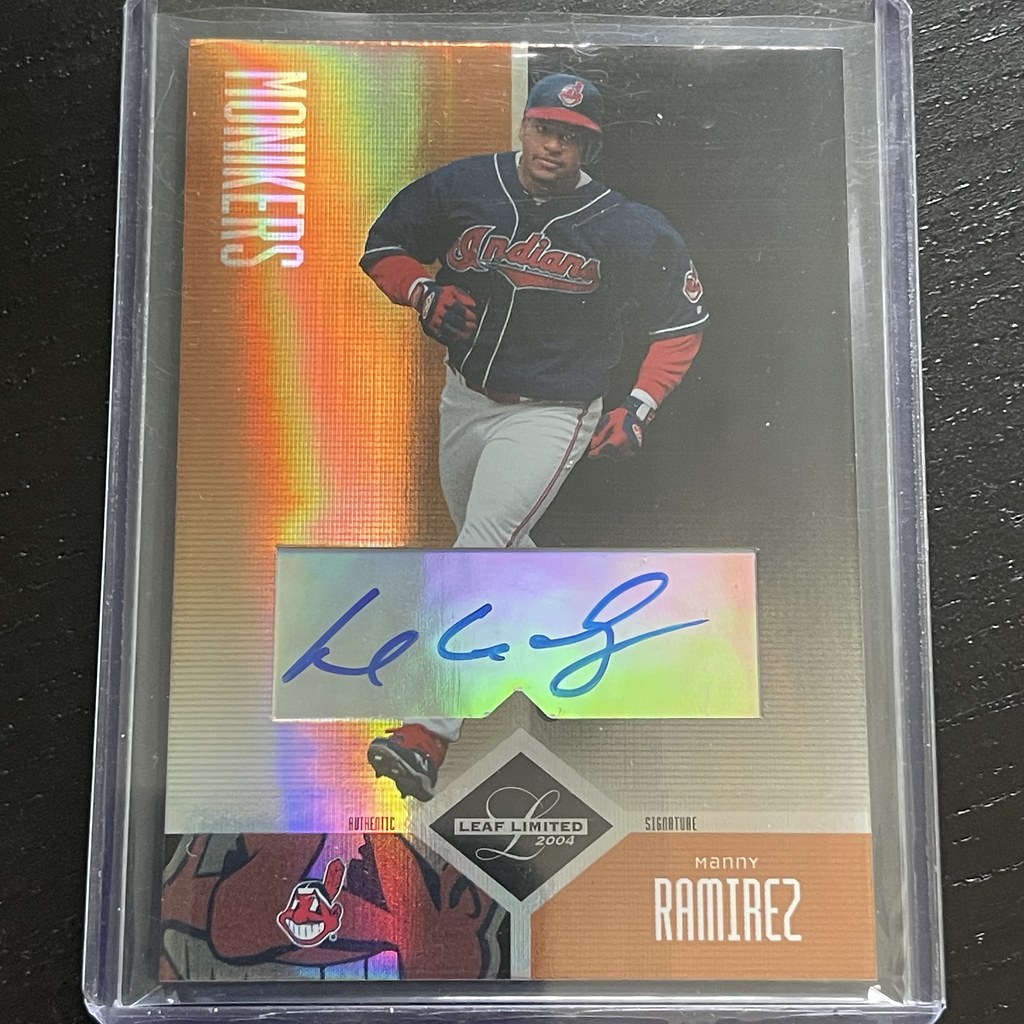 MONIKERS
Indians
AUTHENTIC
SIGNATURE
L
LEAF LIMITED
2004
Manny
RAMIREZ